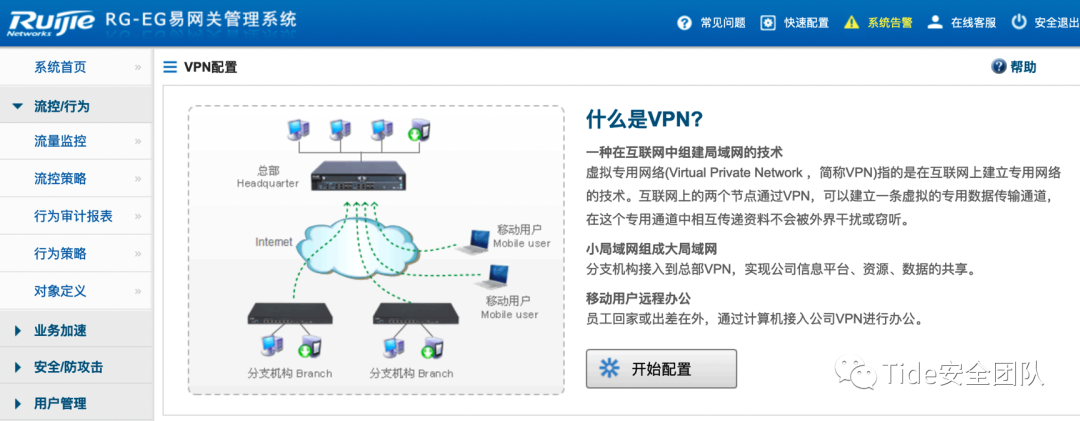 Ruijie Networks RG-EG易网关管理系统
常见问题 快速配置 系统告警 在线客服 安全退出
系统首页 »
流控/行为
流量监控 »
流控策略 »
行为审计报表 »
行为策略 »
对象定义 »
业务加速
安全/防攻击
用户管理
VPN配置
帮助
总部
Headquarter
Internet
移动用户
Mobile user
移动用户
Mobile user
分支机构 Branch
分支机构 Branch
什么是VPN?
一种在互联网中组建局域网的技术
虚拟专用网络(Virtual Private Network ，简称VPN)指的是在互联网上建立专用网络
的技术。互联网上的两个节点通过VPN，可以建立一条虚拟的专用数据传输通道，
在这个专用通道中相互传递资料不会被外界干扰或窃听。
小局域网组成大局域网
分支机构接入到总部VPN，实现公司信息平台、资源、数据的共享。
移动用户远程办公
员工回家或出差在外，通过计算机接入公司VPN进行办公。
开始配置
Tide安全团队